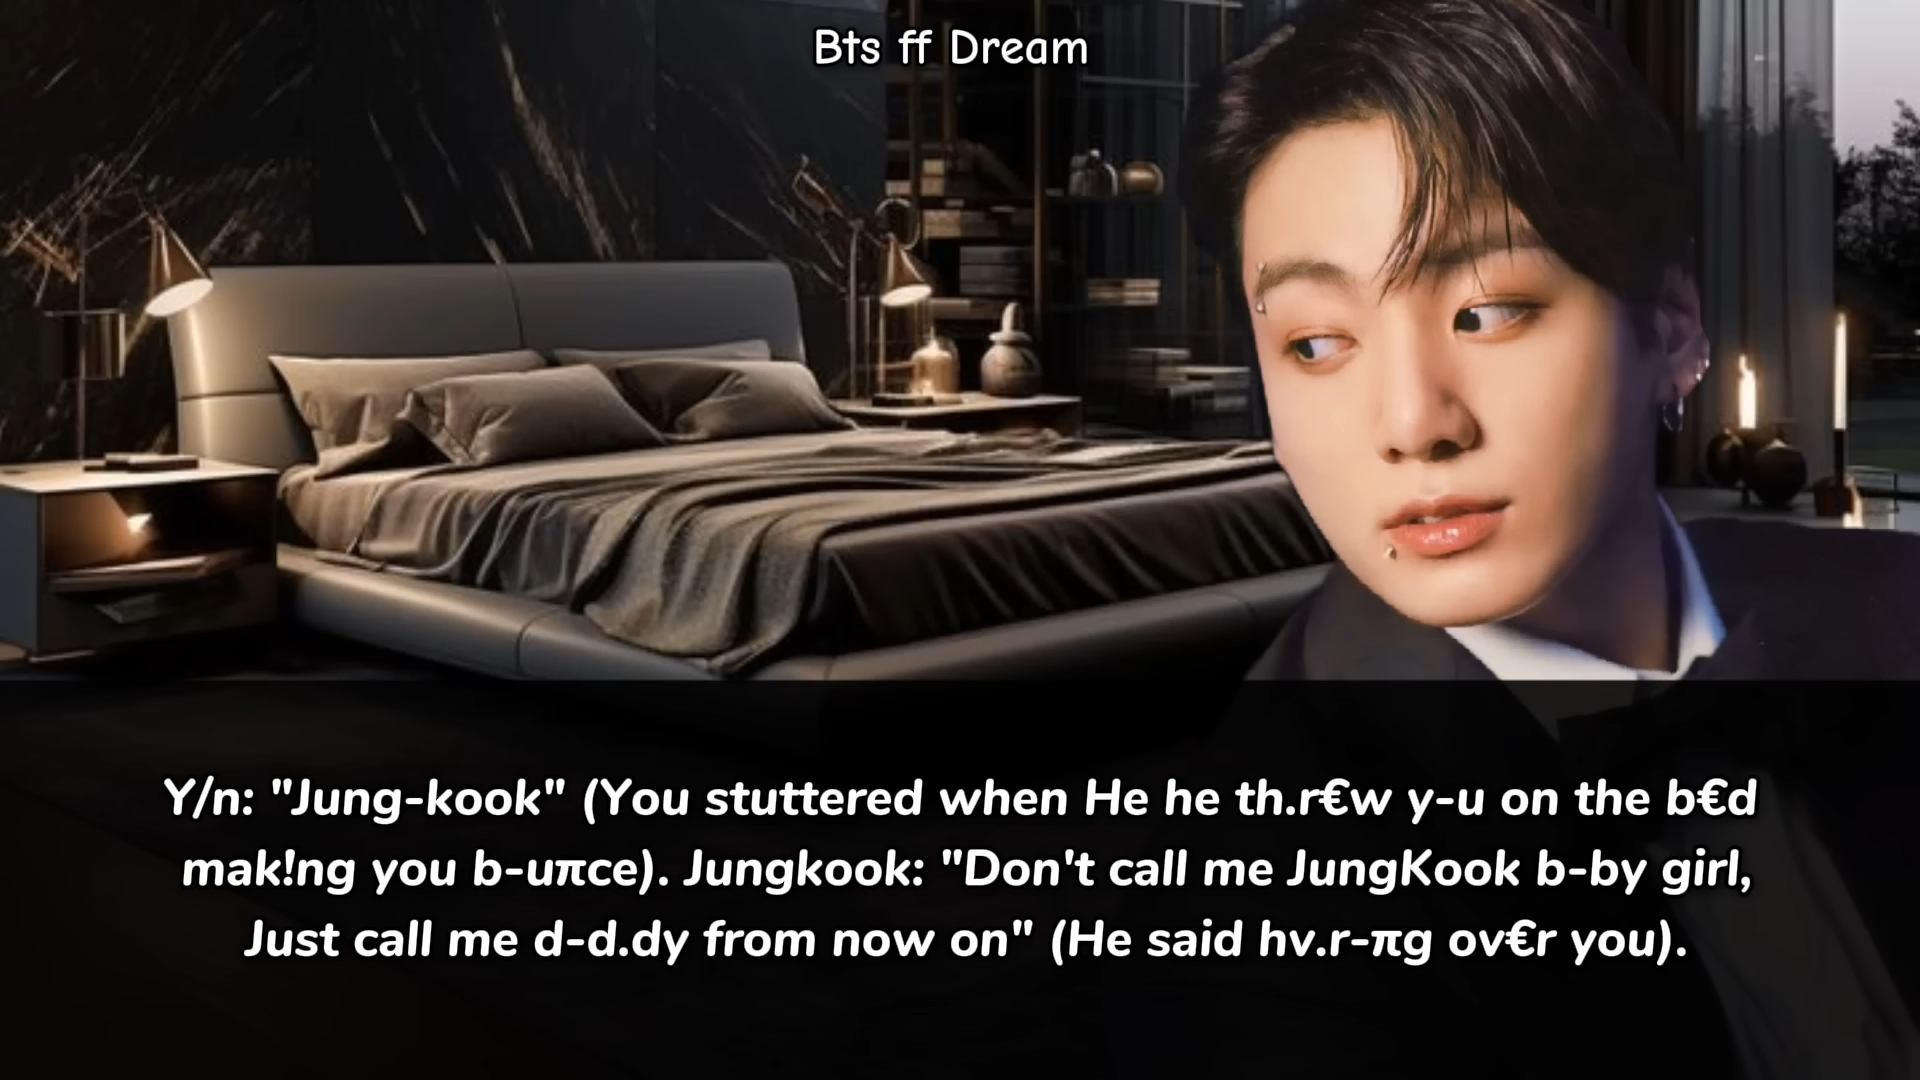 Bts ff Dream
Y/n: "Jung-kook" (You stuttered when He he th.r€w y-u on the b€d
mak!ng you b-uπce). Jungkook: "Don't call me JungKook b-by girl,
Just call me d-d.dy from now on" (He said hv.r-πg ov€r you).